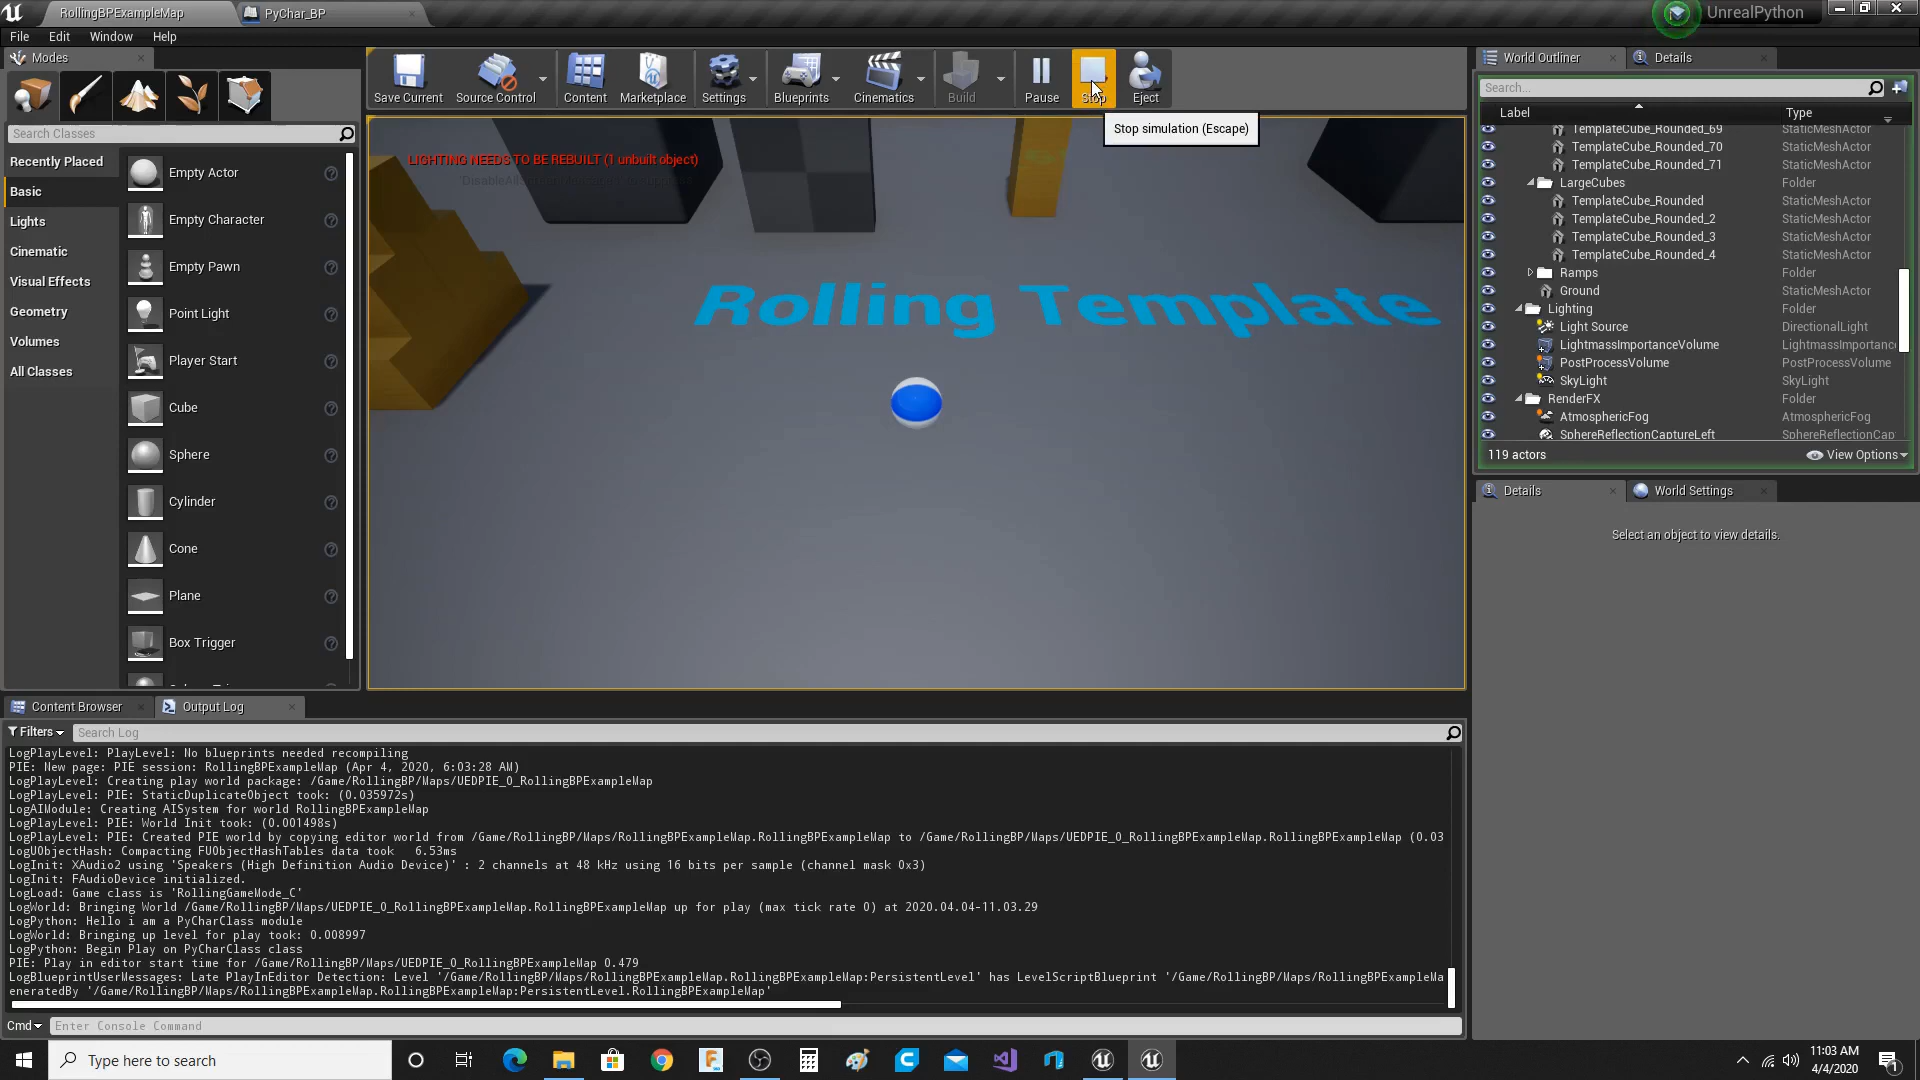 RollingBPExampleMap
PyChar_BP
UnrealPython
File Edit Window Help
Modes
Save Current
Source Control
Content
Marketplace
Settings
Blueprints
Cinematics
Build
Pause
Stop
Eject
Stop simulation (Escape)
World Outliner
Details
Search...
Label
Type
TemplateCube_Rounded_69 StaticMeshActor
TemplateCube_Rounded_70 StaticMeshActor
TemplateCube_Rounded_71 StaticMeshActor
LargeCubes Folder
TemplateCube_Rounded StaticMeshActor
TemplateCube_Rounded_2 StaticMeshActor
TemplateCube_Rounded_3 StaticMeshActor
TemplateCube_Rounded_4 StaticMeshActor
Ramps Folder
Ground StaticMeshActor
Lighting Folder
Light Source DirectionalLight
LightmassImportanceVolume LightmassImportance
PostProcessVolume PostProcessVolume
SkyLight SkyLight
RenderFX Folder
AtmosphericFog AtmosphericFog
SphereReflectionCaptureLeft SphereReflectionCap
119 actors
View Options
Details
World Settings
Select an object to view details.
Search Classes
Recently Placed
Basic
Lights
Cinematic
Visual Effects
Geometry
Volumes
All Classes
Empty Actor
Empty Character
Empty Pawn
Point Light
Player Start
Cube
Sphere
Cylinder
Cone
Plane
Box Trigger
LIGHTING NEEDS TO BE REBUILT (1 unbuilt object)
Rolling Template
Content Browser
Output Log
Filters
Search Log
LogPlayLevel: PlayLevel: No blueprints needed recompiling
PIE: New page: PIE session: RollingBPExampleMap (Apr 4, 2020, 6:03:28 AM)
LogPlayLevel: Creating play world package: /Game/RollingBP/Maps/UEDPIE_0_RollingBPExampleMap
LogPlayLevel: PIE: StaticDuplicateObject took: (0.035972s)
LogAIModule: Creating AISystem for world RollingBPExampleMap
LogPlayLevel: PIE: World Init took: (0.001498s)
LogPlayLevel: PIE: Created PIE world by copying editor world from /Game/RollingBP/Maps/RollingBPExampleMap.RollingBPExampleMap to /Game/RollingBP/Maps/UEDPIE_0_RollingBPExampleMap.RollingBPExampleMap (0.03
LogUObjectHash: Compacting FUObjectHashTables data took 6.53ms
LogInit: XAudio2 using 'Speakers (High Definition Audio Device)' : 2 channels at 48 kHz using 16 bits per sample (channel mask 0x3)
LogInit: FAudioDevice initialized.
LogLoad: Game class is 'RollingGameMode_C'
LogWorld: Bringing World /Game/RollingBP/Maps/UEDPIE_0_RollingBPExampleMap.RollingBPExampleMap up for play (max tick rate 0) at 2020.04.04-11.03.29
LogPython: Hello i am a PyCharClass module
LogWorld: Bringing up level for play took: 0.008997
LogPython: Begin Play on PyCharClass class
PIE: Play in editor start time for /Game/RollingBP/Maps/UEDPIE_0_RollingBPExampleMap 0.479
LogBlueprintUserMessages: Late PlayInEditor Detection: Level '/Game/RollingBP/Maps/RollingBPExampleMap.RollingBPExampleMap:PersistentLevel' has LevelScriptBlueprint '/Game/RollingBP/Maps/RollingBPExampleMa
eneratedBy '/Game/RollingBP/Maps/RollingBPExampleMap.RollingBPExampleMap:PersistentLevel.RollingBPExampleMap'
Cmd
Enter Console Command
Type here to search
11:03 AM
4/4/2020